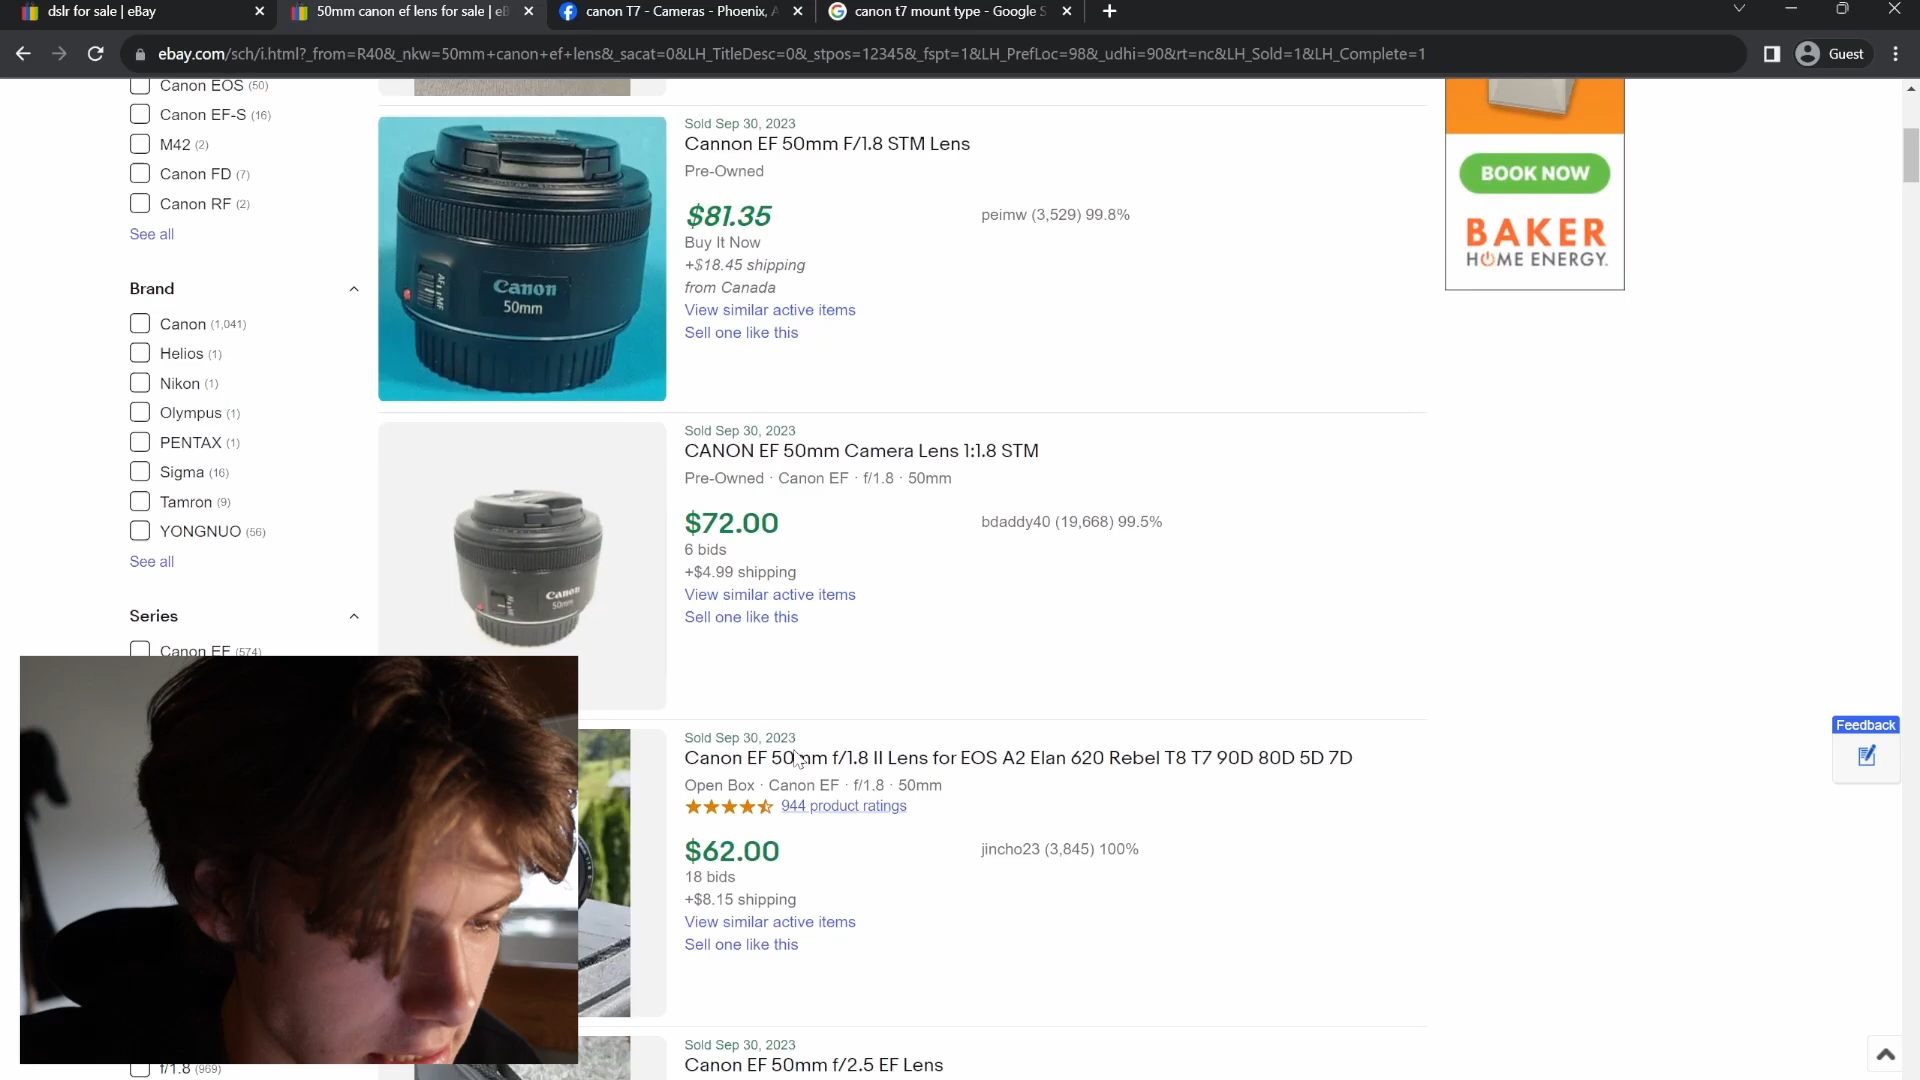 dslr for sale | eBay
50mm canon ef lens for sale | eB
canon T7 - Cameras - Phoenix, A
canon t7 mount type - Google S
ebay.com/sch/i.html?_from=R40&_nkw=50mm+canon+ef+lens&_sacat=0&LH_TitleDesc=0&_stpos=12345&_fspt=1&LH_PrefLoc=98&_udhi=90&rt=nc&LH_Sold=1&LH_Complete=1
Guest
Canon EOS (50)
Canon EF-S (16)
M42 (2)
Canon FD (7)
Canon RF (2)
See all
Brand
Canon (1,041)
Helios (1)
Nikon (1)
Olympus (1)
PENTAX (1)
Sigma (16)
Tamron (9)
YONGNUO (56)
See all
Series
Canon EF (574)
f/1.8 (969)
AF MF
Canon
50mm
Sold Sep 30, 2023
Cannon EF 50mm F/1.8 STM Lens
Pre-Owned
$81.35
peimw (3,529) 99.8%
Buy It Now
+$18.45 shipping
from Canada
View similar active items
Sell one like this
Canon
50mm
Sold Sep 30, 2023
CANON EF 50mm Camera Lens 1:1.8 STM
Pre-Owned · Canon EF · f/1.8 · 50mm
$72.00
bdaddy40 (19,668) 99.5%
6 bids
+$4.99 shipping
View similar active items
Sell one like this
Sold Sep 30, 2023
Canon EF 50mm f/1.8 II Lens for EOS A2 Elan 620 Rebel T8 T7 90D 80D 5D 7D
Open Box · Canon EF · f/1.8 · 50mm
944 product ratings
$62.00
jincho23 (3,845) 100%
18 bids
+$8.15 shipping
View similar active items
Sell one like this
Sold Sep 30, 2023
Canon EF 50mm f/2.5 EF Lens
BOOK NOW
BAKER
HOME ENERGY.
Feedback